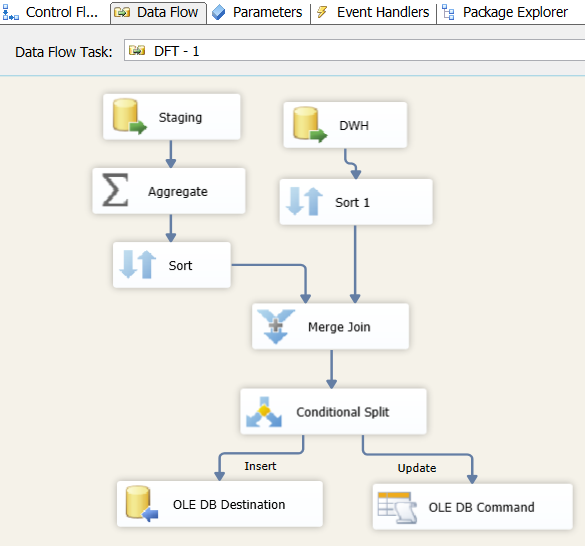 Control Fl... Data Flow Parameters Event Handlers Package Explorer
Data Flow Task: DFT - 1
Staging
DWH
Aggregate
Sort 1
Sort
Merge Join
Conditional Split
Insert
Update
OLE DB Destination
OLE DB Command